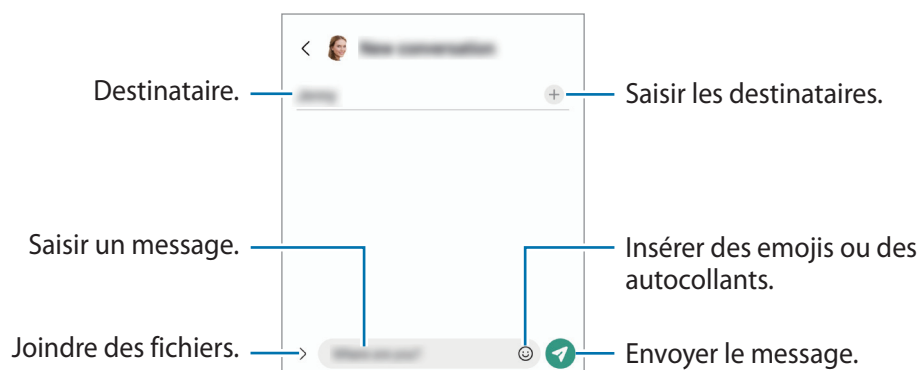 Destinataire.
Saisir les destinataires.
Saisir un message.
Insérer des emojis ou des
autocollants.
Joindre des fichiers.
Envoyer le message.